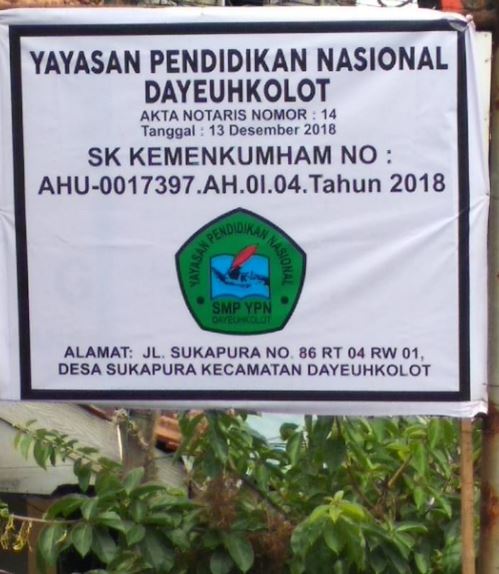 YAYASAN PENDIDIKAN NASIONAL
DAYEUHKOLOT
AKTA NOTARIS NOMOR : 14
Tanggal : 13 Desember 2018
SK KEMENKUMHAM NO :
AHU-0017397.AH.0I.04.Tahun 2018
YAYASAN PENDIDIKAN NASIONAL
SMP YPN
DAYEUHKOLOT
ALAMAT: JL. SUKAPURA NO. 86 RT 04 RW 01,
DESA SUKAPURA KECAMATAN DAYEUHKOLOT